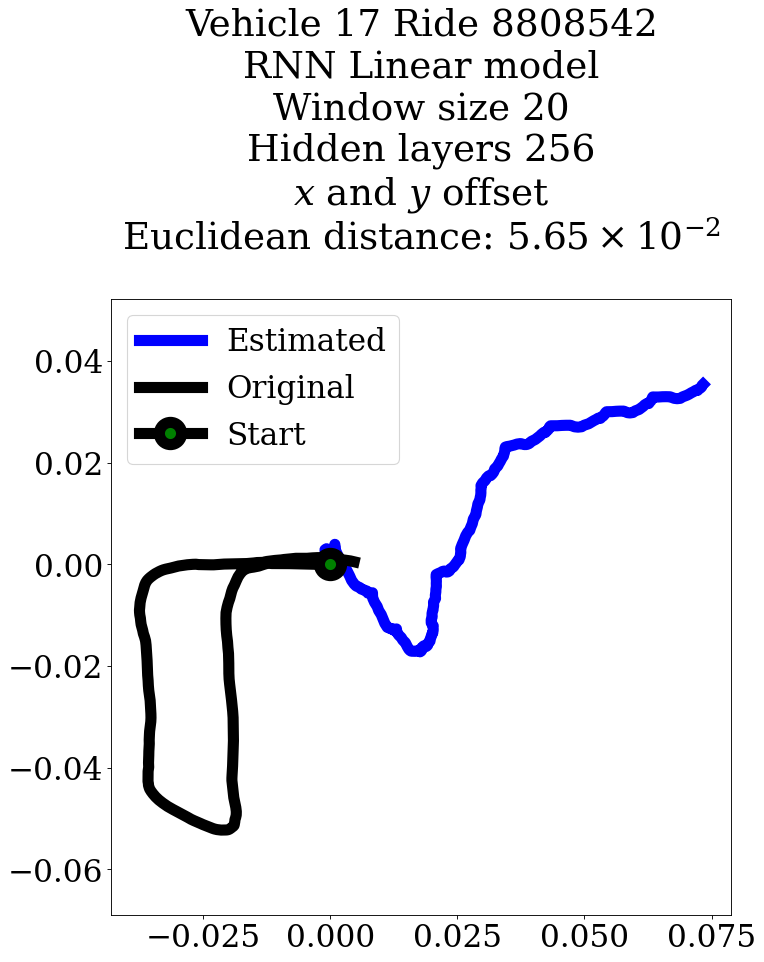 Vehicle 17 Ride 8808542
RNN Linear model
Window size 20
Hidden layers 256
x and y offset
Euclidean distance: 5.65 × 10⁻²
Estimated
Original
Start
0.04
0.02
0.00
−0.02
−0.04
−0.06
−0.025 0.000 0.025 0.050 0.075